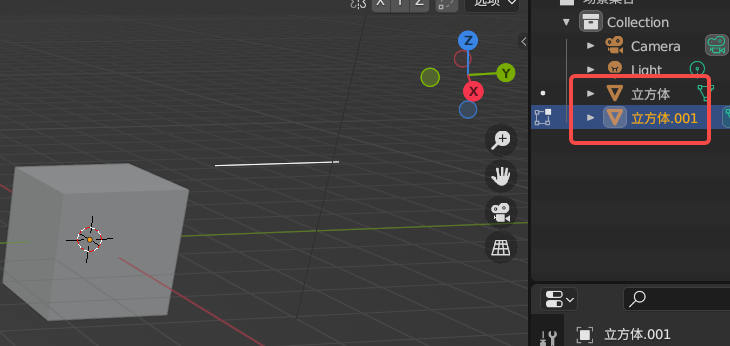 X Y Z
选项
场景集合
Collection
Camera
Light
立方体
立方体.001
Z
Y
X
立方体.001